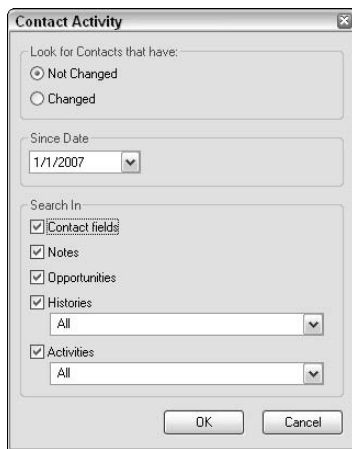 Contact Activity
Look for Contacts that have:
Not Changed
Changed
Since Date
1/1/2007
Search In
Contact fields
Notes
Opportunities
Histories
All
Activities
All
OK Cancel